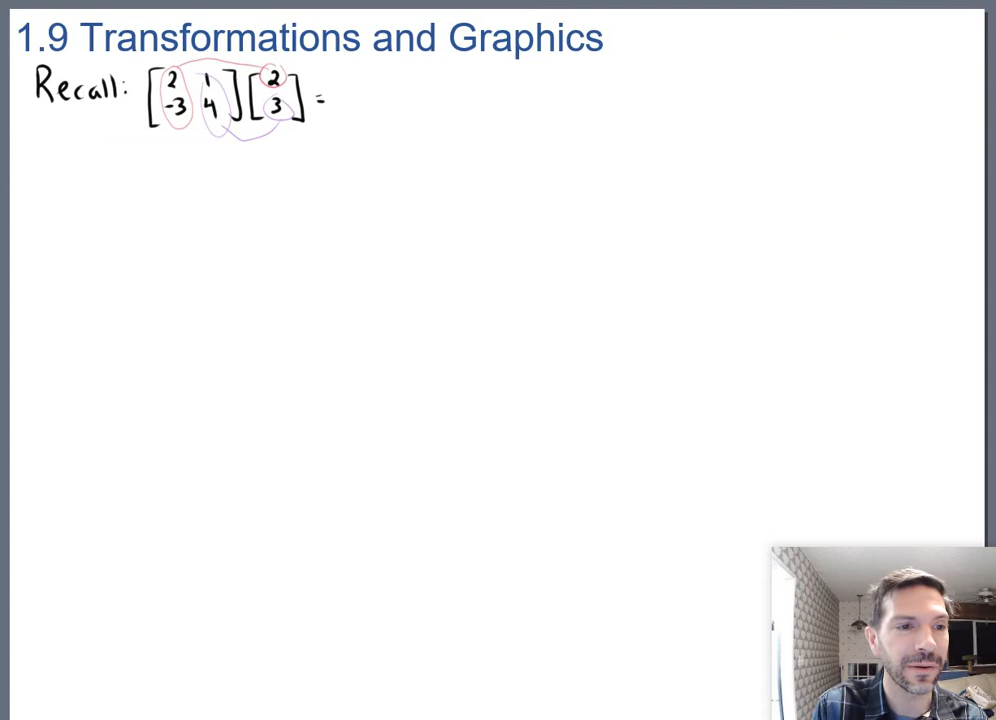 1.9 Transformations and Graphics
Recall: [2 1; -3 4] [2; 3] =